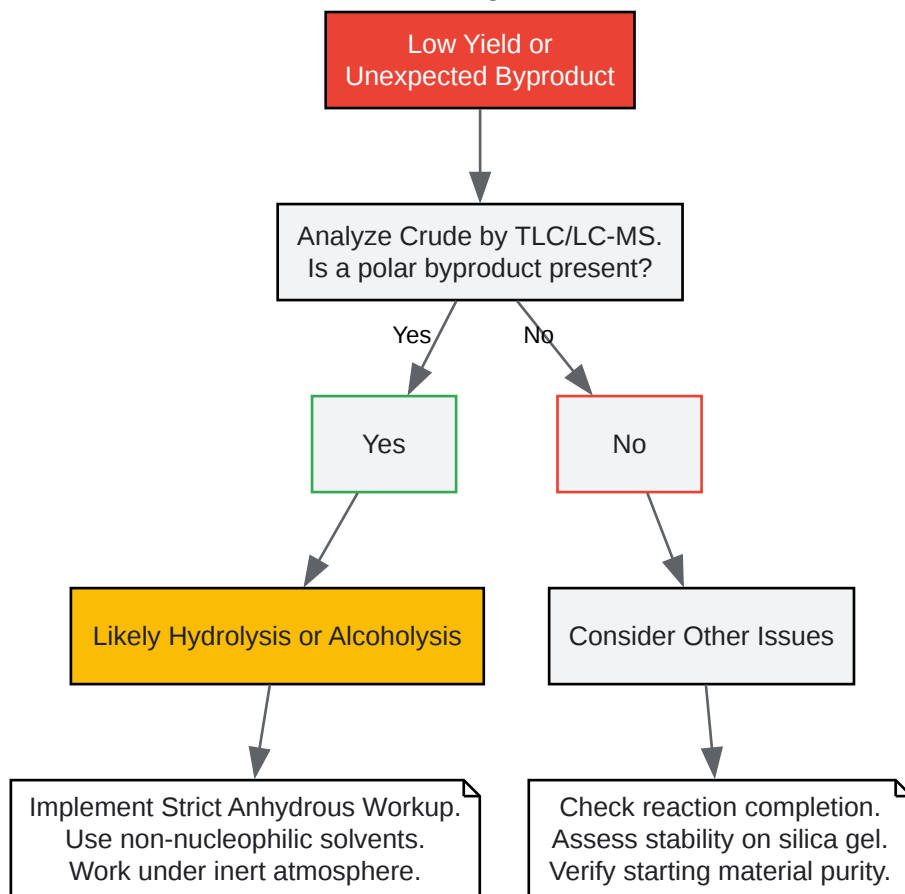 Low Yield or
Unexpected Byproduct
Analyze Crude by TLC/LC-MS.
Is a polar byproduct present?
Yes
No
Yes
No
Likely Hydrolysis or Alcoholysis
Consider Other Issues
Implement Strict Anhydrous Workup.
Use non-nucleophilic solvents.
Work under inert atmosphere.
Check reaction completion.
Assess stability on silica gel.
Verify starting material purity.